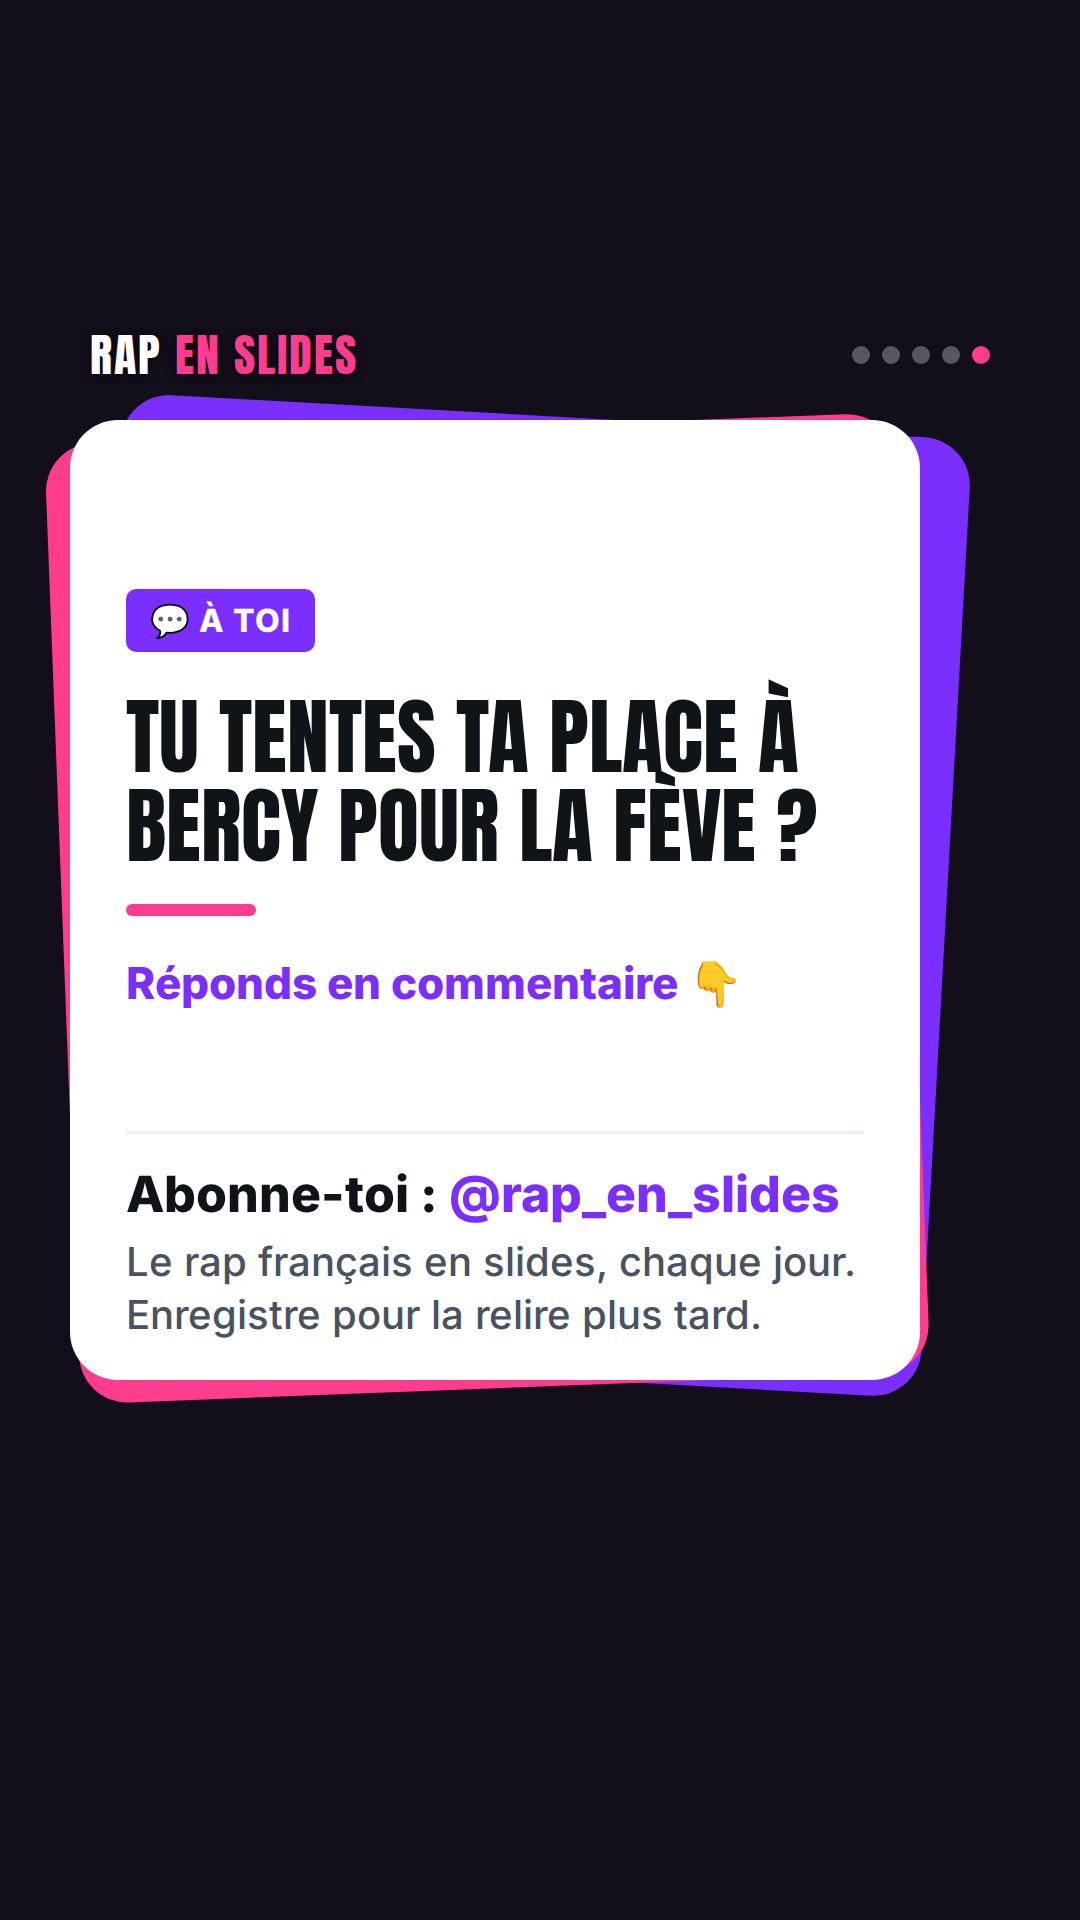 RAP EN SLIDES
💬 À TOI
TU TENTES TA PLACE À
BERCY POUR LA FÈVE ?
Réponds en commentaire 👇
Abonne-toi : @rap_en_slides
Le rap français en slides, chaque jour.
Enregistre pour la relire plus tard.